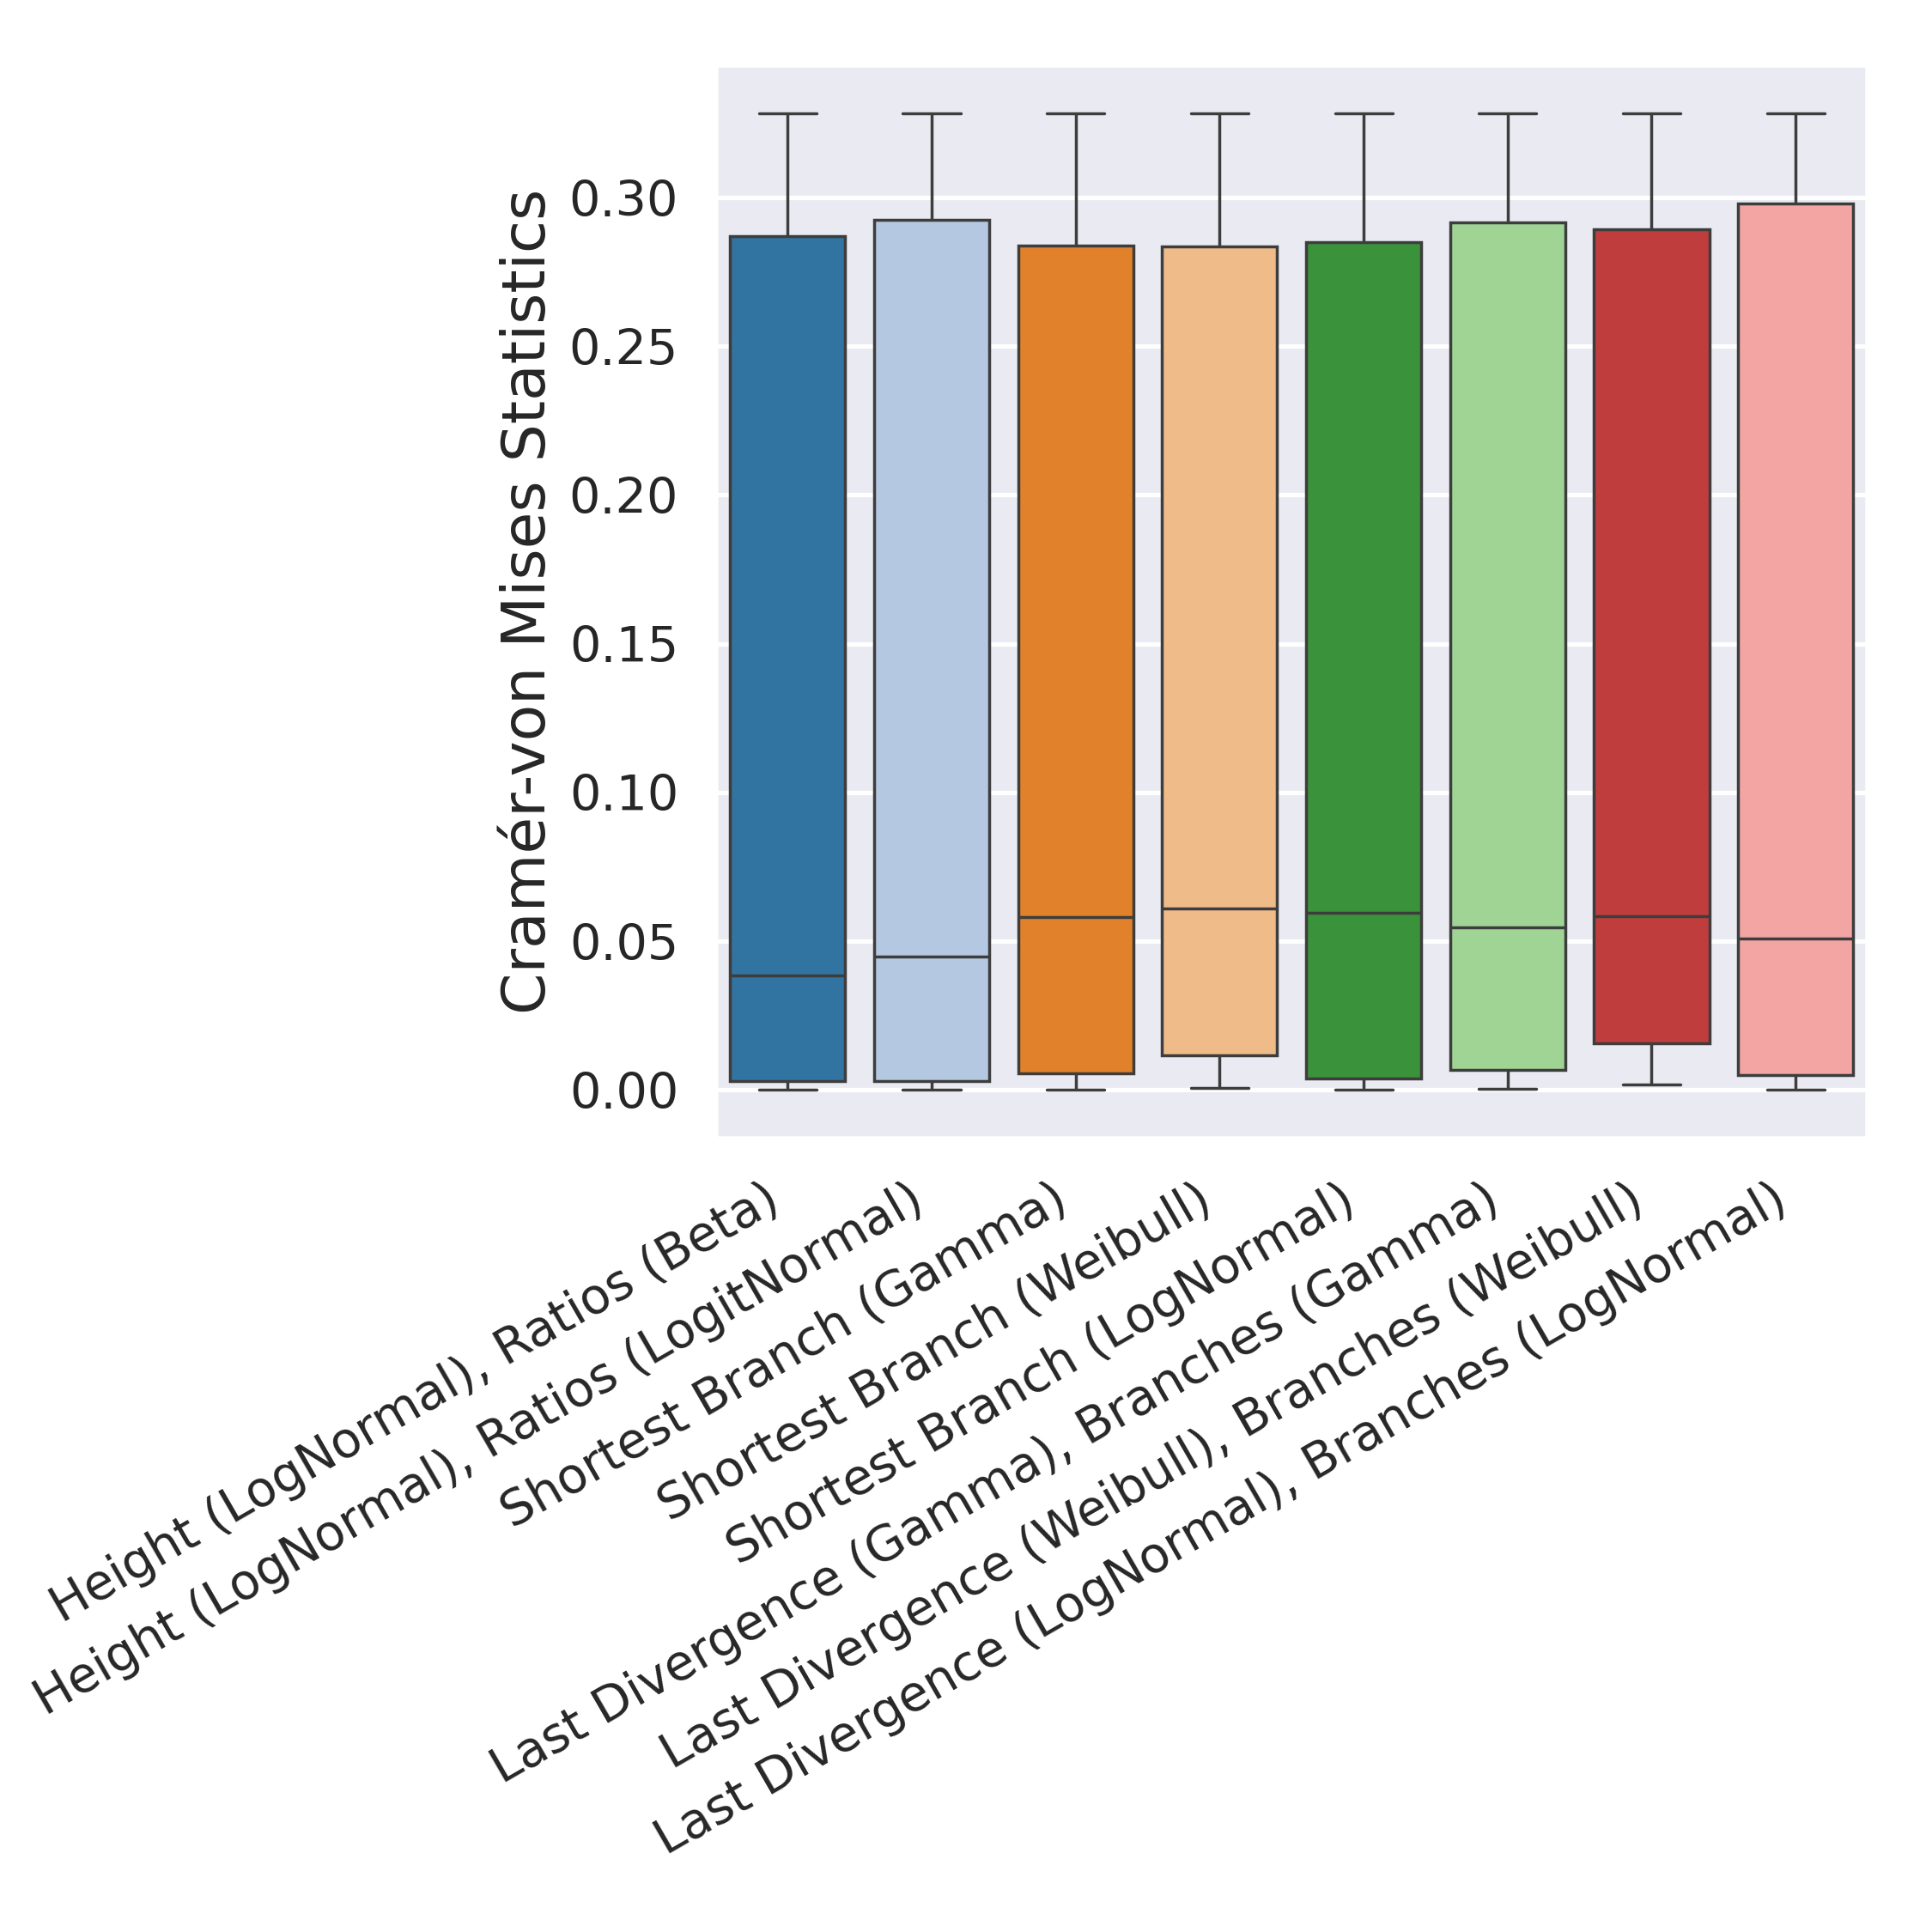 Cramér-von Mises Statistics
0.30
0.25
0.20
0.15
0.10
0.05
0.00
Height (LogNormal), Ratios (Beta)
Height (LogNormal), Ratios (LogitNormal)
Shortest Branch (Gamma)
Shortest Branch (Weibull)
Shortest Branch (LogNormal)
Last Divergence (Gamma), Branches (Gamma)
Last Divergence (Weibull), Branches (Weibull)
Last Divergence (LogNormal), Branches (LogNormal)